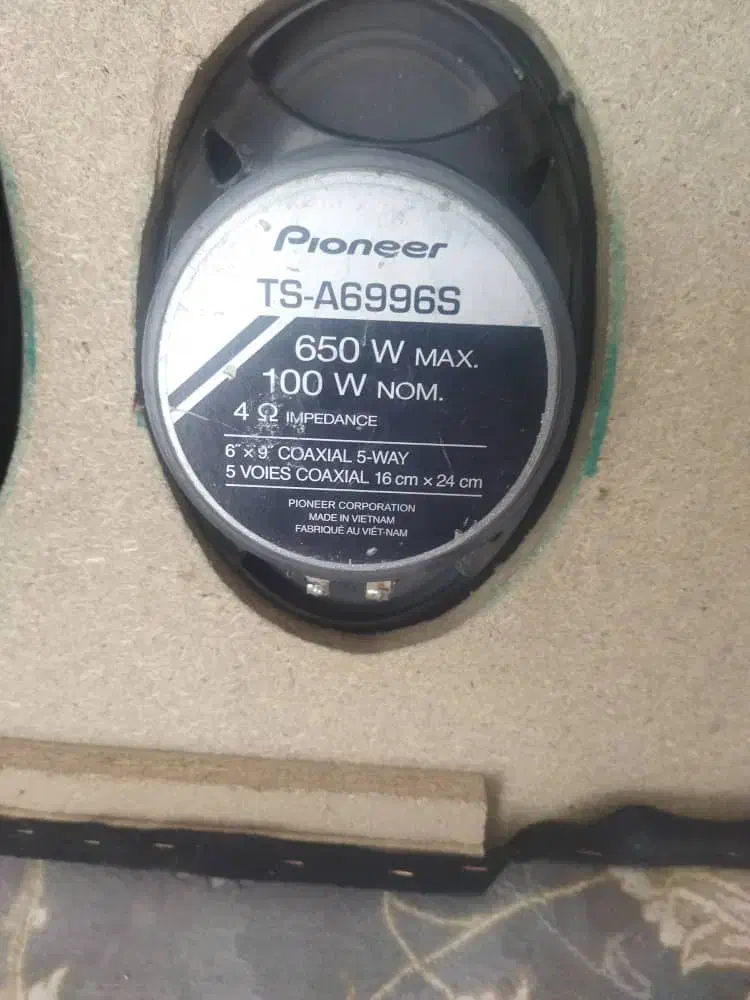 Pioneer
TS-A6996S
650 W MAX.
100 W NOM.
4 Ω IMPEDANCE
6" × 9" COAXIAL 5-WAY
5 VOIES COAXIAL 16 cm × 24 cm
PIONEER CORPORATION
MADE IN VIETNAM
FABRIQUÉ AU VIÊT-NAM